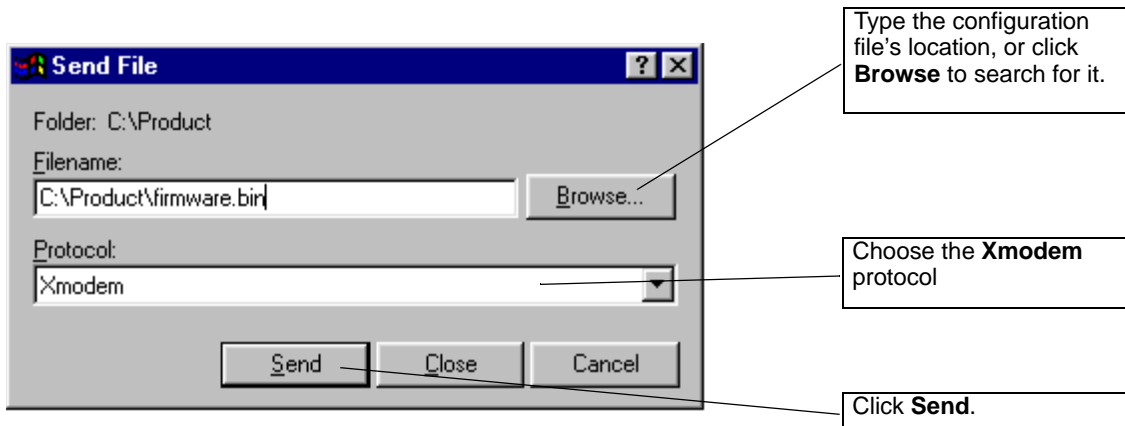 Send File
Folder: C:\Product
Filename:
C:\Product\firmware.bin
Browse...
Protocol:
Xmodem
Send
Close
Cancel
Type the configuration
file's location, or click
Browse to search for it.
Choose the Xmodem
protocol
Click Send.